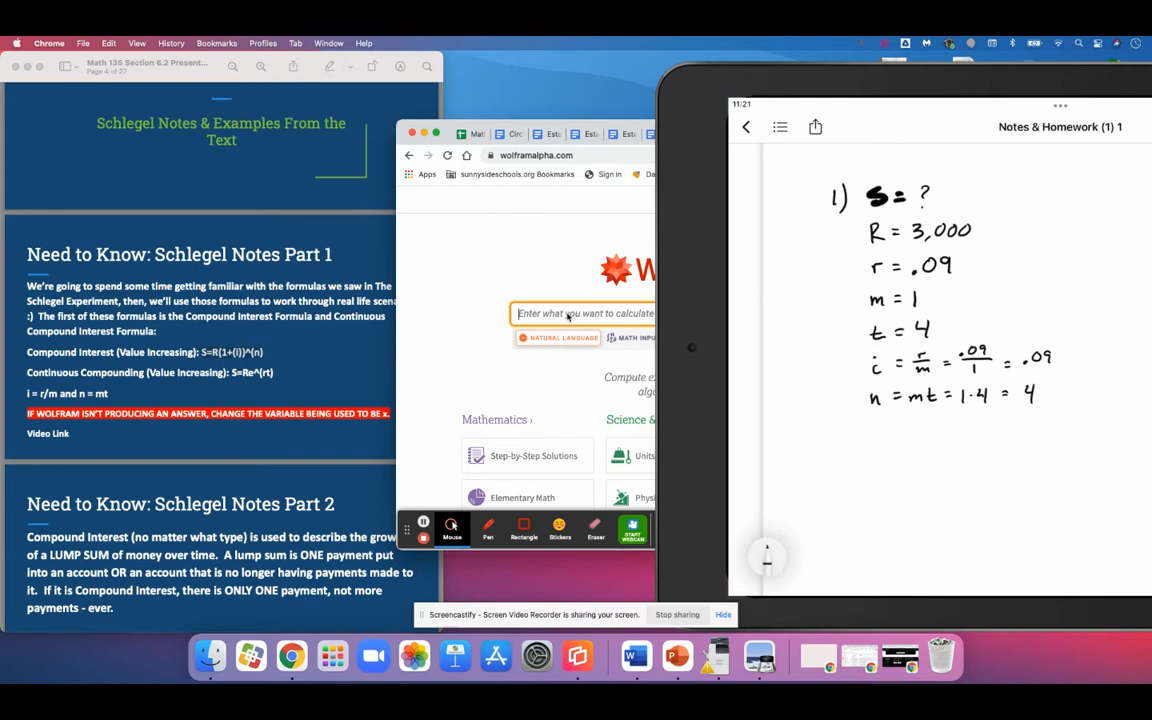 Chrome File Edit View History Bookmarks Profiles Tab Window Help
Math 135 Section 6.2 Present...
Page 4 of 27
Schlegel Notes & Examples From the
Text
Need to Know: Schlegel Notes Part 1
We're going to spend some time getting familiar with the formulas we saw in The
Schlegel Experiment, then, we'll use those formulas to work through real life scena
:) The first of these formulas is the Compound Interest Formula and Continuous
Compound Interest Formula:
Compound Interest (Value Increasing): S=R(1+(i))^(n)
Continuous Compounding (Value Increasing): S=Re^(rt)
i = r/m and n = mt
IF WOLFRAM ISN'T PRODUCING AN ANSWER, CHANGE THE VARIABLE BEING USED TO BE x.
Video Link
Need to Know: Schlegel Notes Part 2
Compound Interest (no matter what type) is used to describe the grow
of a LUMP SUM of money over time. A lump sum is ONE payment put
into an account OR an account that is no longer having payments made to
it. If it is Compound Interest, there is ONLY ONE payment, not more
payments - ever.
Mat Circ Esta Esta Esta
wolframalpha.com
Apps sunnysideschools.org Bookmarks Sign in Da
W
Enter what you want to calculate
NATURAL LANGUAGE MATH INPU
Compute e
alg
Mathematics › Science &
Step-by-Step Solutions Units
Elementary Math Physi
Mouse Pen Rectangle Stickers Eraser START WEBCAM
Screencastify - Screen Video Recorder is sharing your screen. Stop sharing Hide
11:21
Notes & Homework (1) 1
1) S = ?
R = 3,000
r = .09
m = 1
t = 4
i = r/m = .09/1 = .09
n = mt = 1·4 = 4